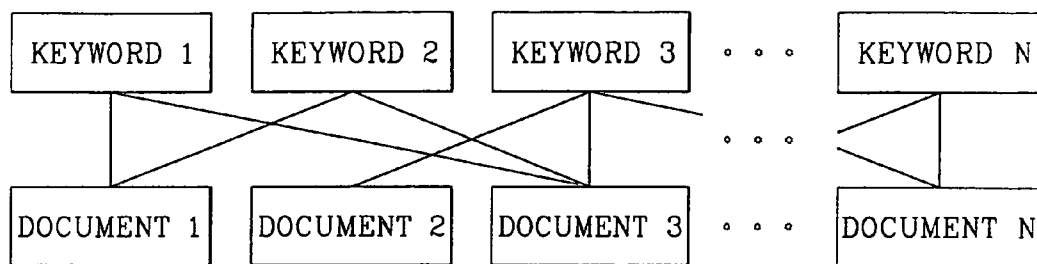 KEYWORD 1 KEYWORD 2 KEYWORD 3 ∘ ∘ ∘ KEYWORD N
∘ ∘ ∘
DOCUMENT 1 DOCUMENT 2 DOCUMENT 3 ∘ ∘ ∘ DOCUMENT N